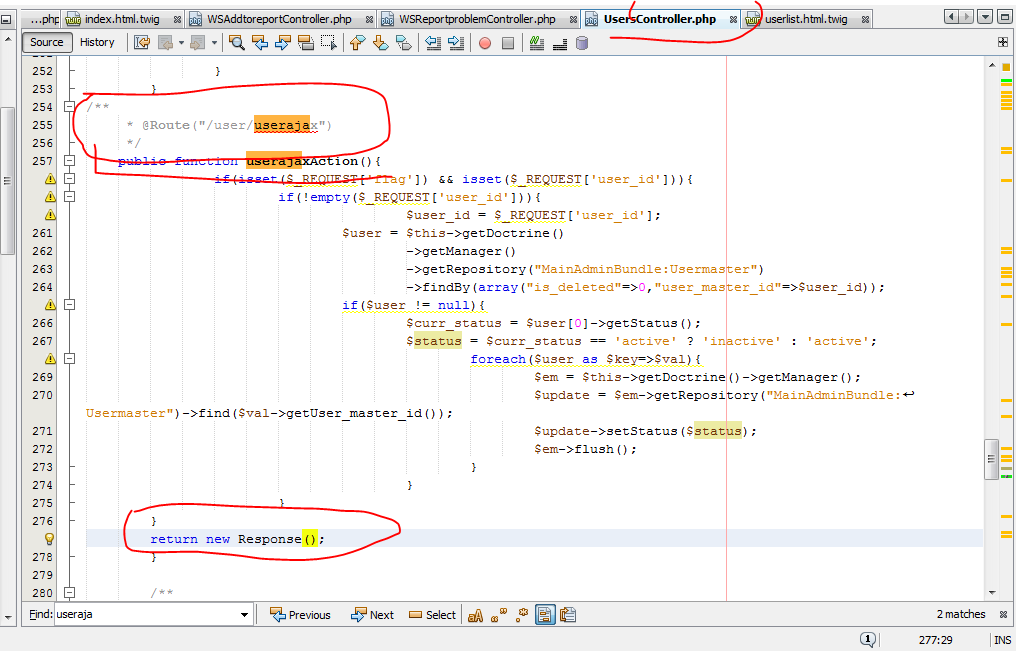 ...php index.html.twig WSAddtoreportController.php WSReportproblemController.php UsersController.php userlist.html.twig
Source History
252 }
253 }
254 /**
255 * @Route("/user/userajax")
256 */
257 public function userajaxAction(){
if(isset($_REQUEST['flag']) && isset($_REQUEST['user_id'])){
if(!empty($_REQUEST['user_id'])){
$user_id = $_REQUEST['user_id'];
261 $user = $this->getDoctrine()
262 ->getManager()
263 ->getRepository("MainAdminBundle:Usermaster")
264 ->findBy(array("is_deleted"=>0,"user_master_id"=>$user_id));
if($user != null){
266 $curr_status = $user[0]->getStatus();
267 $status = $curr_status == 'active' ? 'inactive' : 'active';
foreach($user as $key=>$val){
269 $em = $this->getDoctrine()->getManager();
270 $update = $em->getRepository("MainAdminBundle:↩
Usermaster")->find($val->getUser_master_id());
271 $update->setStatus($status);
272 $em->flush();
273 }
274 }
275 }
276 }
return new Response();
278 }
279
280 /**
Find: useraja Previous Next Select aA 2 matches
1 277:29 INS